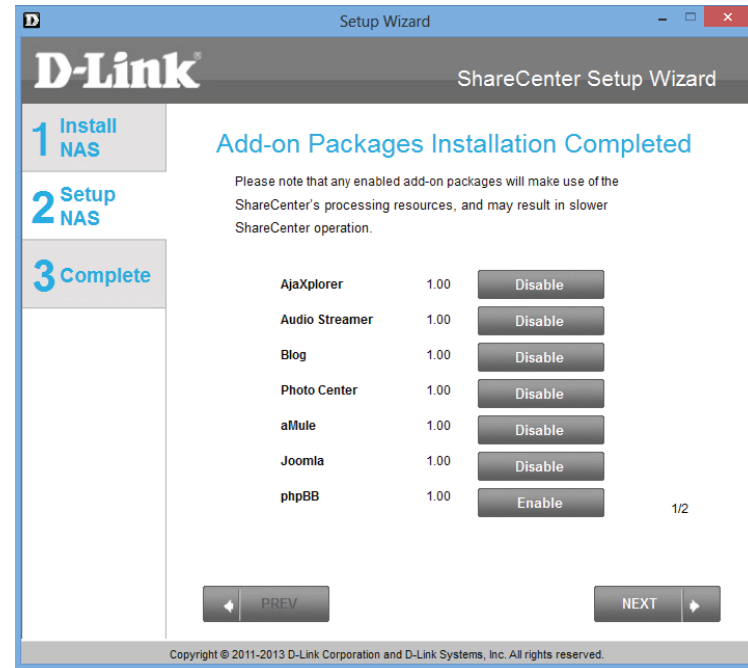 D Setup Wizard
D-Link®
ShareCenter Setup Wizard
1 Install NAS
2 Setup NAS
3 Complete
Add-on Packages Installation Completed
Please note that any enabled add-on packages will make use of the
ShareCenter's processing resources, and may result in slower
ShareCenter operation.
AjaXplorer 1.00 Disable
Audio Streamer 1.00 Disable
Blog 1.00 Disable
Photo Center 1.00 Disable
aMule 1.00 Disable
Joomla 1.00 Disable
phpBB 1.00 Enable
1/2
PREV NEXT
Copyright © 2011-2013 D-Link Corporation and D-Link Systems, Inc. All rights reserved.